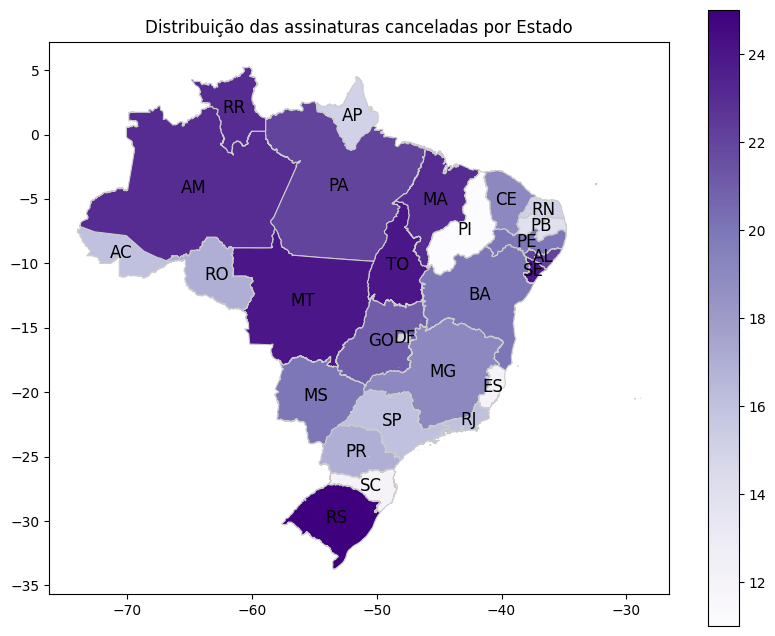 Distribuição das assinaturas canceladas por Estado
5
0
−5
−10
−15
−20
−25
−30
−35
−70
−60
−50
−40
−30
RR
AP
AM
PA
MA
CE
RN
PI
PB
PE
AL
AC
TO
SE
RO
BA
MT
GO
DF
MG
ES
MS
SP
RJ
PR
SC
RS
24
22
20
18
16
14
12